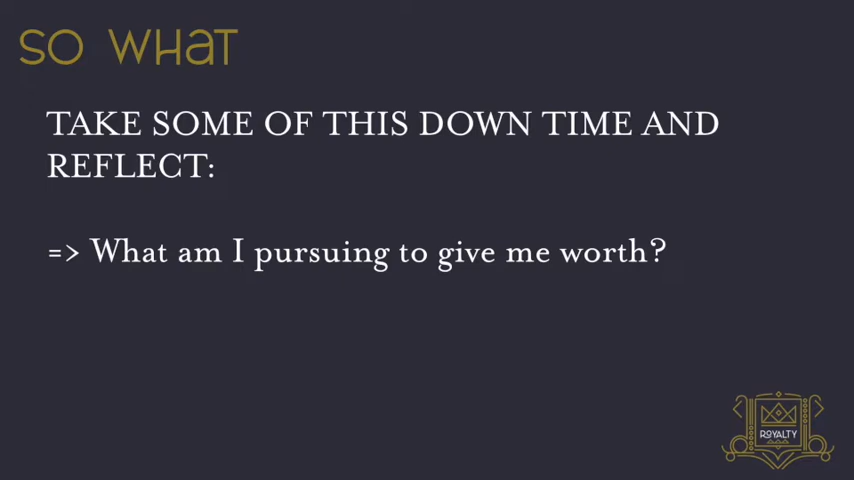 SO WHAT
TAKE SOME OF THIS DOWN TIME AND
REFLECT:
=> What am I pursuing to give me worth?
ROYALTY